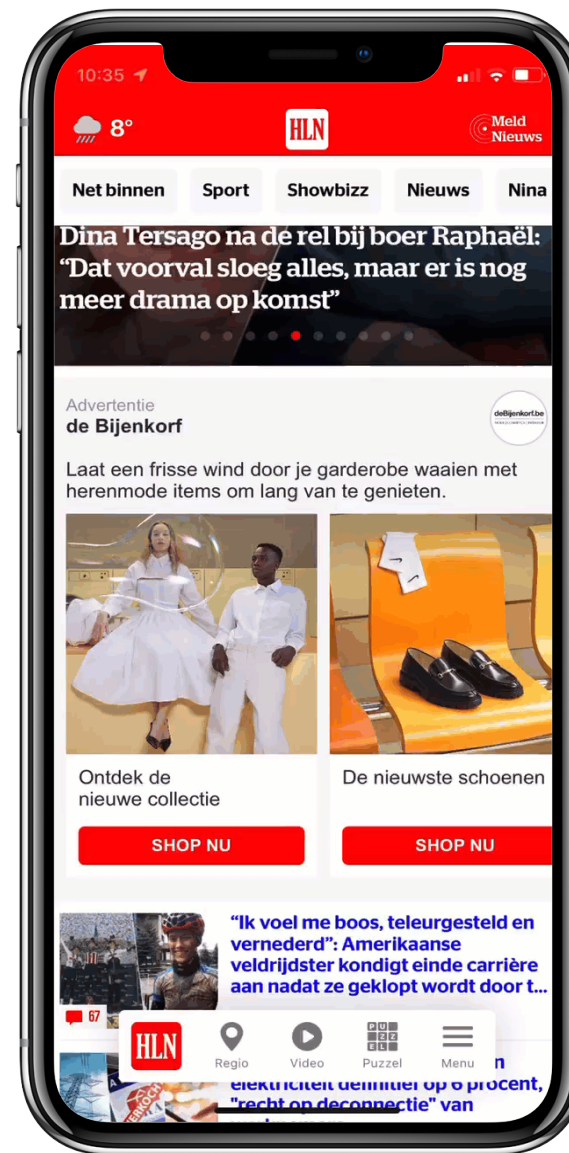 10:35
8°
HLN
Meld
Nieuws
Net binnen
Sport
Showbizz
Nieuws
Nina
Dina Tersago na de rel bij boer Raphaël:
“Dat voorval sloeg alles, maar er is nog
meer drama op komst”
Advertentie
de Bijenkorf
deBijenkorf.be
Laat een frisse wind door je garderobe waaien met
herenmode items om lang van te genieten.
Ontdek de
nieuwe collectie
De nieuwste schoenen
SHOP NU
SHOP NU
“Ik voel me boos, teleurgesteld en
vernederd”: Amerikaanse
veldrijdster kondigt einde carrière
aan nadat ze geklopt wordt door t...
67
HLN
Regio
Video
PUZZEL
Puzzel
Menu
elektriciteit definitief op 6 procent,
"recht op deconnectie" van